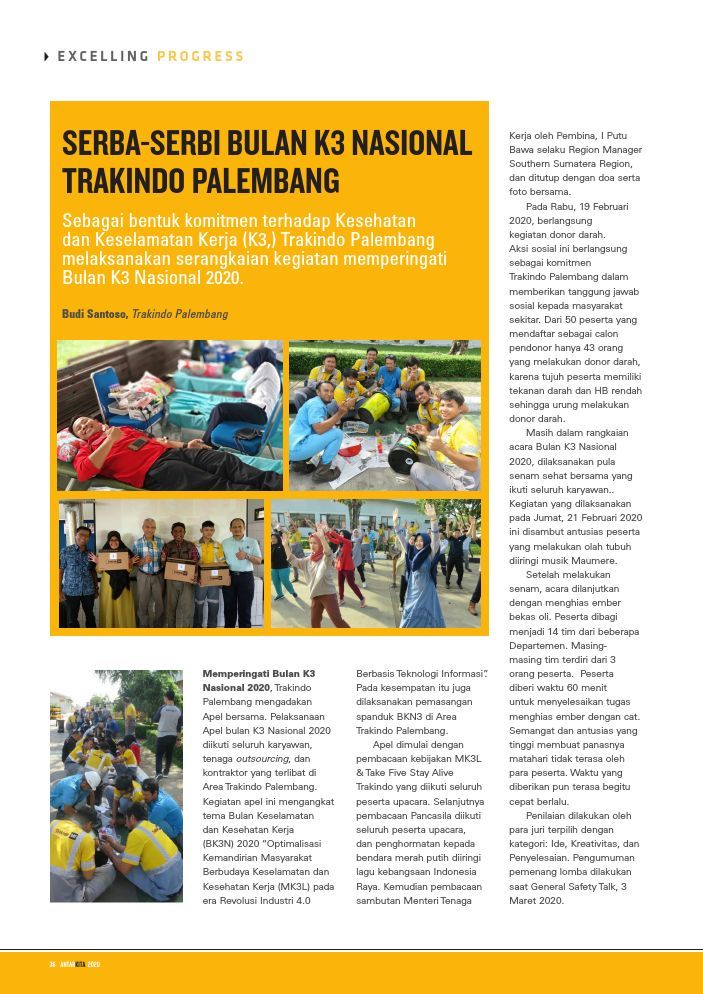 EXCELLING PROGRESS
SERBA-SERBI BULAN K3 NASIONAL
TRAKINDO PALEMBANG
Sebagai bentuk komitmen terhadap Kesehatan
dan Keselamatan Kerja (K3,) Trakindo Palembang
melaksanakan serangkaian kegiatan memperingati
Bulan K3 Nasional 2020.
Budi Santoso, Trakindo Palembang
Memperingati Bulan K3
Nasional 2020, Trakindo
Palembang mengadakan
Apel bersama. Pelaksanaan
Apel bulan K3 Nasional 2020
diikuti seluruh karyawan,
tenaga outsourcing, dan
kontraktor yang terlibat di
Area Trakindo Palembang.
Kegiatan apel ini mengangkat
tema Bulan Keselamatan
dan Kesehatan Kerja
(BK3N) 2020 “Optimalisasi
Kemandirian Masyarakat
Berbudaya Keselamatan dan
Kesehatan Kerja (MK3L) pada
era Revolusi Industri 4.0
Berbasis Teknologi Informasi”.
Pada kesempatan itu juga
dilaksanakan pemasangan
spanduk BKN3 di Area
Trakindo Palembang.
Apel dimulai dengan
pembacaan kebijakan MK3L
& Take Five Stay Alive
Trakindo yang diikuti seluruh
peserta upacara. Selanjutnya
pembacaan Pancasila diikuti
seluruh peserta upacara,
dan penghormatan kepada
bendara merah putih diiringi
lagu kebangsaan Indonesia
Raya. Kemudian pembacaan
sambutan Menteri Tenaga
Kerja oleh Pembina, I Putu
Bawa selaku Region Manager
Southern Sumatera Region,
dan ditutup dengan doa serta
foto bersama.
Pada Rabu, 19 Februari
2020, berlangsung
kegiatan donor darah.
Aksi sosial ini berlangsung
sebagai komitmen
Trakindo Palembang dalam
memberikan tanggung jawab
sosial kepada masyarakat
sekitar. Dari 50 peserta yang
mendaftar sebagai calon
pendonor hanya 43 orang
yang melakukan donor darah,
karena tujuh peserta memiliki
tekanan darah dan HB rendah
sehingga urung melakukan
donor darah.
Masih dalam rangkaian
acara Bulan K3 Nasional
2020, dilaksanakan pula
senam sehat bersama yang
ikuti seluruh karyawan..
Kegiatan yang dilaksanakan
pada Jumat, 21 Februari 2020
ini disambut antusias peserta
yang melakukan olah tubuh
diiringi musik Maumere.
Setelah melakukan
senam, acara dilanjutkan
dengan menghias ember
bekas oli. Peserta dibagi
menjadi 14 tim dari beberapa
Departemen. Masing-
masing tim terdiri dari 3
orang peserta. Peserta
diberi waktu 60 menit
untuk menyelesaikan tugas
menghias ember dengan cat.
Semangat dan antusias yang
tinggi membuat panasnya
matahari tidak terasa oleh
para peserta. Waktu yang
diberikan pun terasa begitu
cepat berlalu.
Penilaian dilakukan oleh
para juri terpilih dengan
kategori: Ide, Kreativitas, dan
Penyelesaian. Pengumuman
pemenang lomba dilakukan
saat General Safety Talk, 3
Maret 2020.
36 ANTARKITA 2020